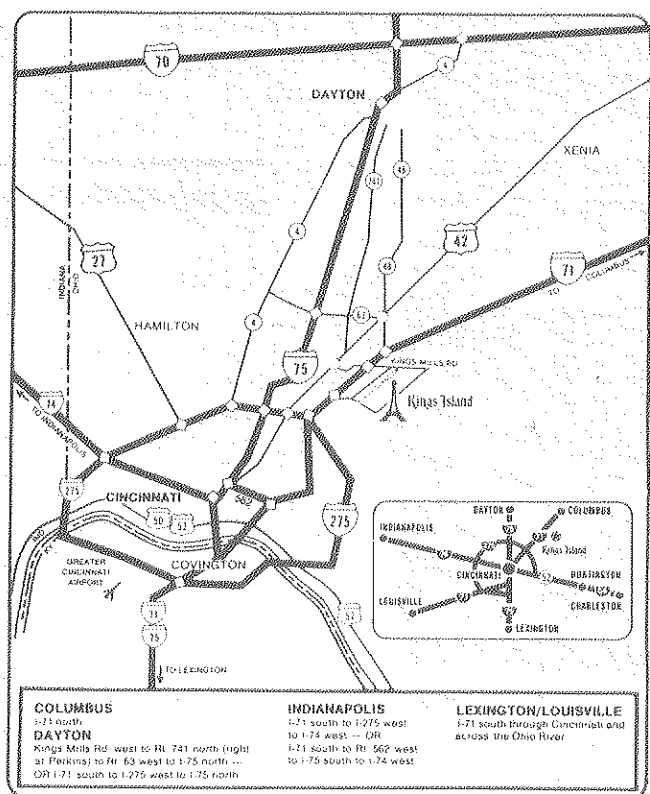 70
4
DAYTON
XENIA
741
48
27
4
42
48
71
TO COLUMBUS
INDIANA
OHIO
HAMILTON
4
63
75
KINGS MILLS RD
Kings Island
74
TO INDIANAPOLIS
275
CINCINNATI
562
50
52
275
IND
KY
GREATER
CINCINNATI
AIRPORT
COVINGTON
71
75
52
TO LEXINGTON
DAYTON
COLUMBUS
INDIANAPOLIS
Kings Island
CINCINNATI
52
HUNTINGTON
LOUISVILLE
CHARLESTON
LEXINGTON
COLUMBUS
I-71 north
DAYTON
Kings Mills Rd. west to Rt. 741 north (right
at Perkins) to Rt. 63 west to I-75 north --
OR I-71 south to I-275 west to I-75 north
INDIANAPOLIS
I-71 south to I-275 west
to I-74 west -- OR
I-71 south to Rt. 562 west
to I-75 south to I-74 west
LEXINGTON/LOUISVILLE
I-71 south through Cincinnati and
across the Ohio River